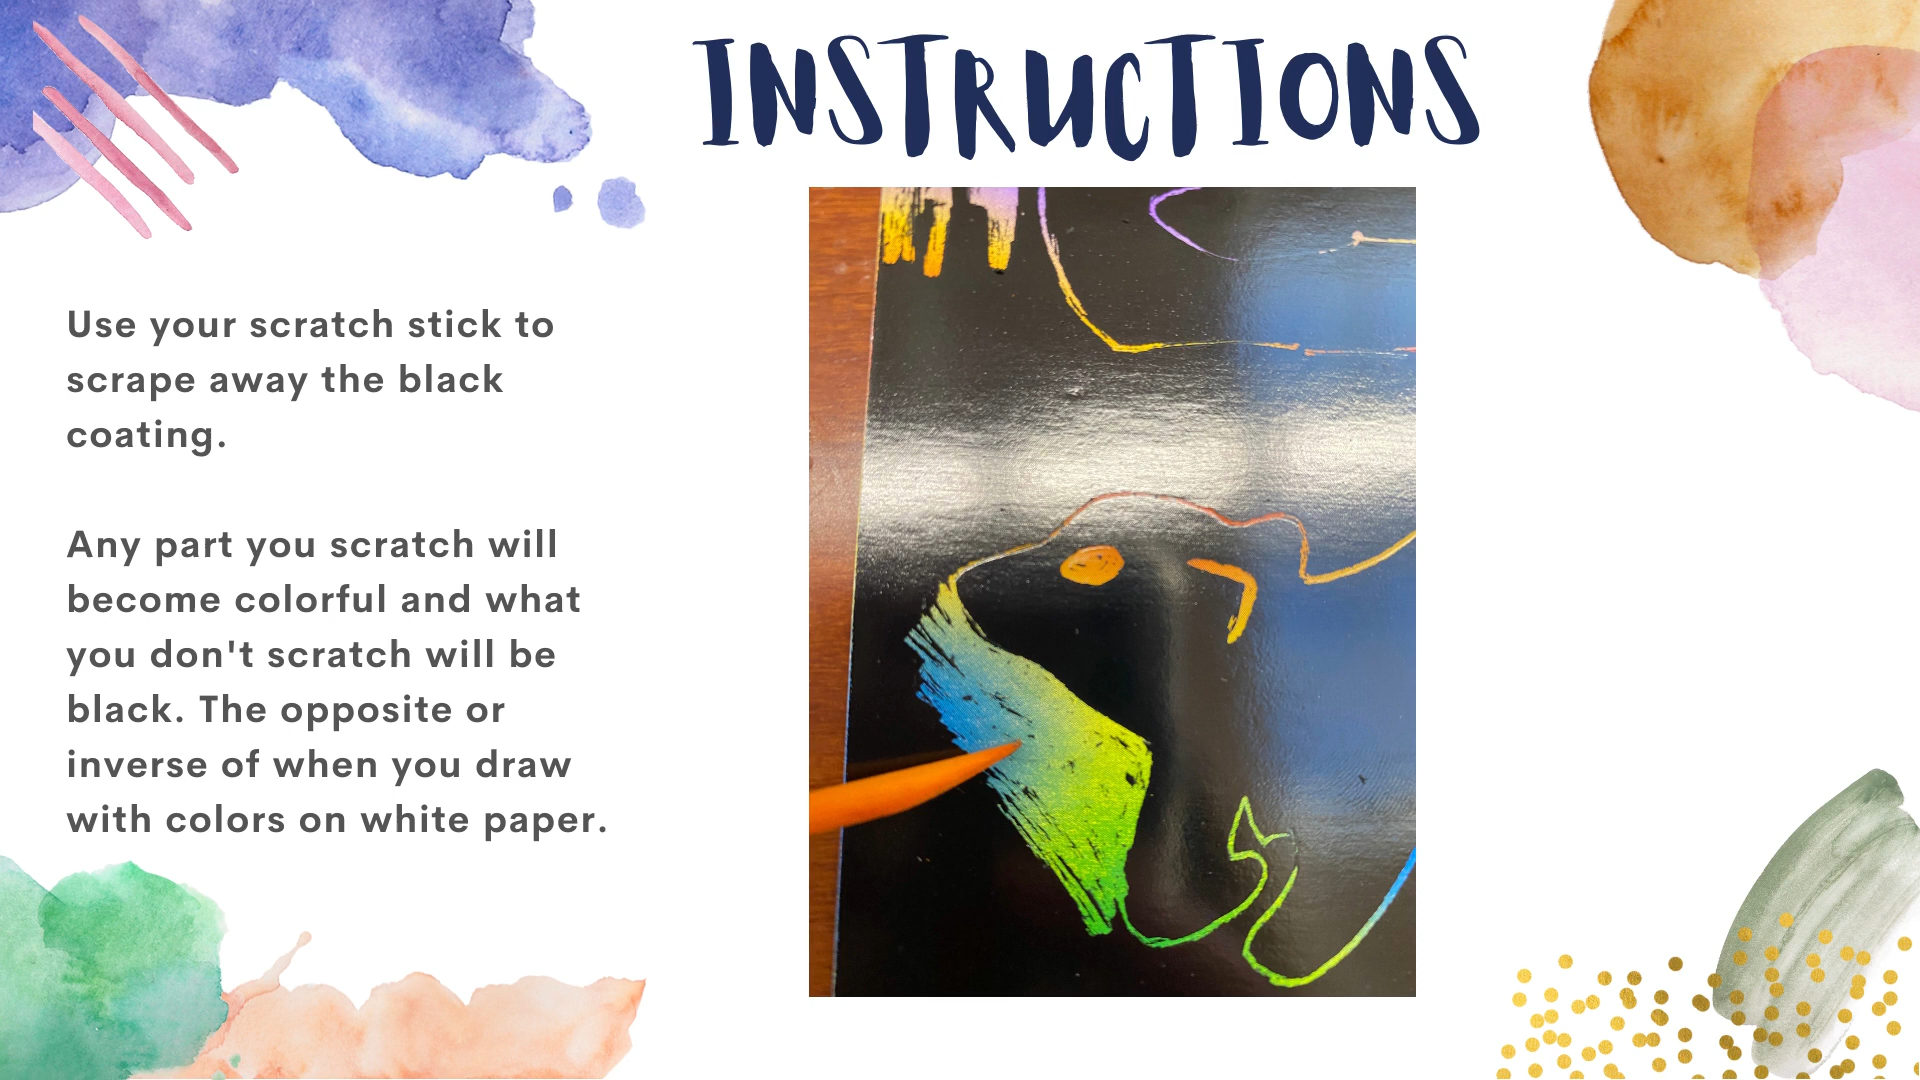 INSTRUCTIONS
Use your scratch stick to
scrape away the black
coating.
Any part you scratch will
become colorful and what
you don't scratch will be
black. The opposite or
inverse of when you draw
with colors on white paper.